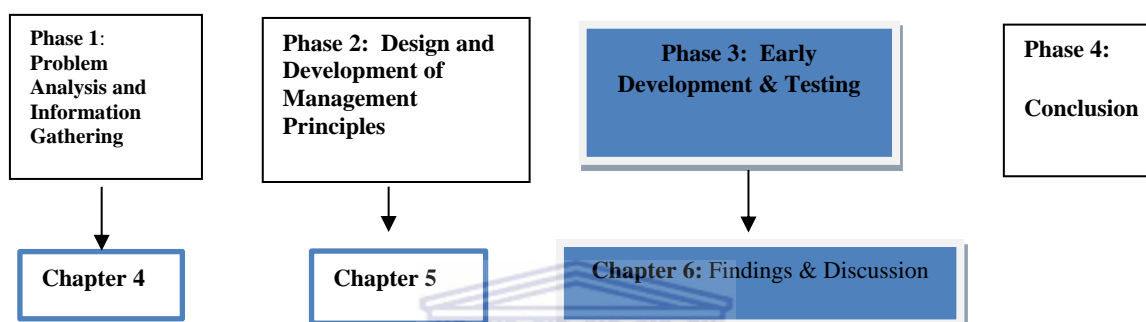 Phase 1:
Problem
Analysis and
Information
Gathering
Phase 2: Design and
Development of
Management
Principles
Phase 3: Early
Development & Testing
Phase 4:
Conclusion
Chapter 4
Chapter 5
Chapter 6: Findings & Discussion